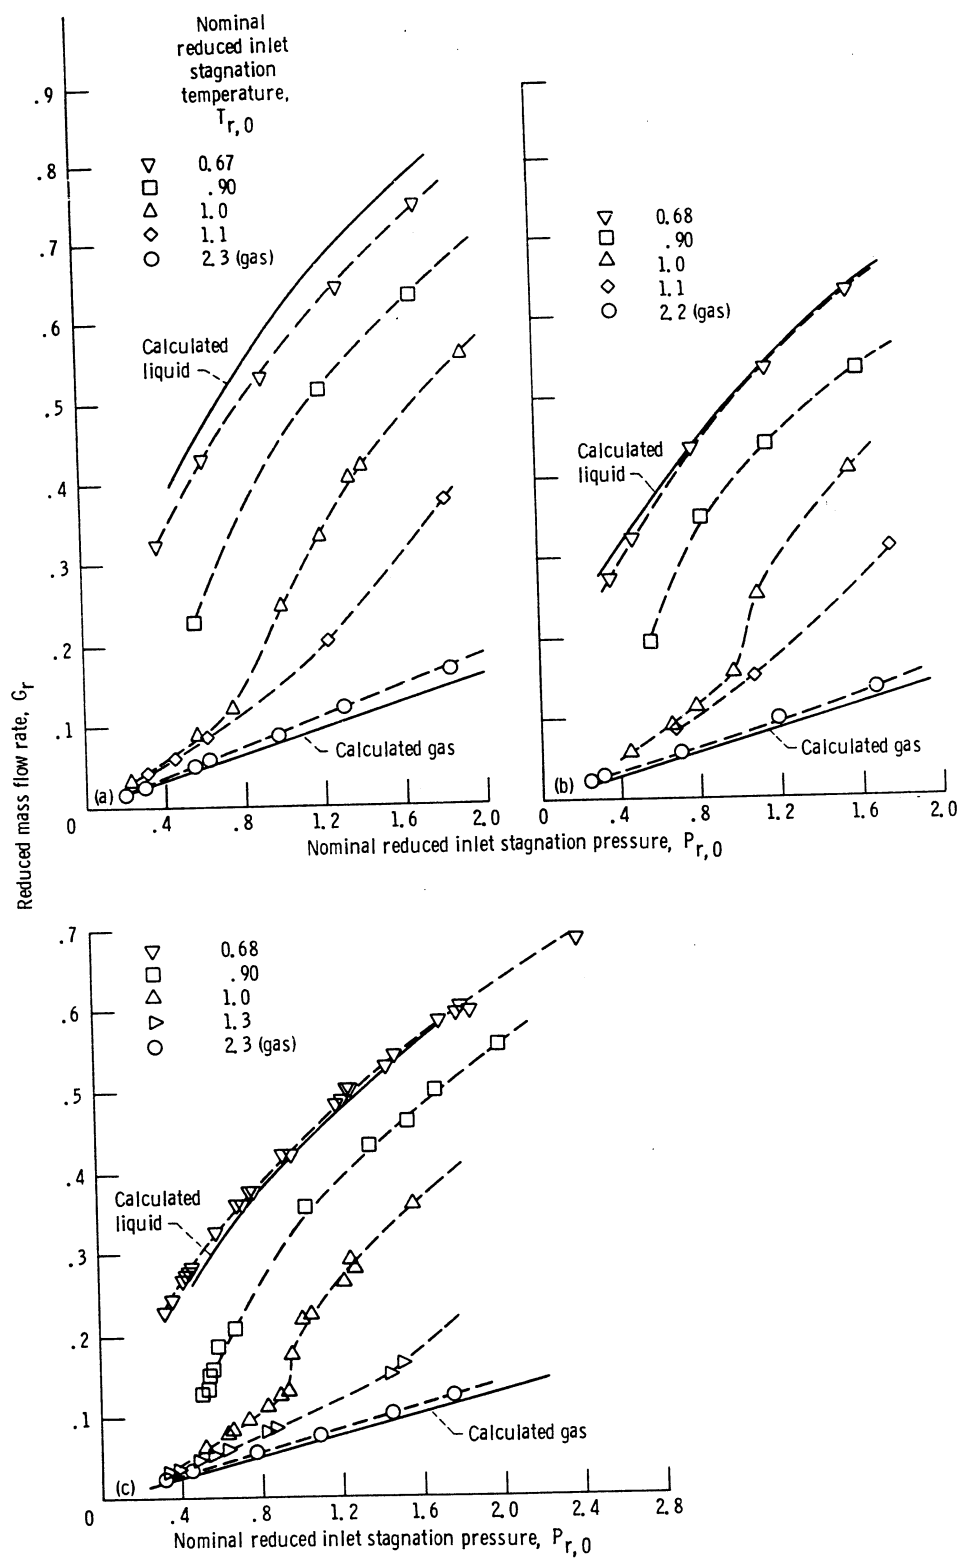 Nominal
reduced inlet
stagnation
temperature,
Tr, 0
0.67
.90
1.0
1.1
2.3 (gas)
.9
.8
.7
.6
.5
.4
.3
.2
.1
Calculated
liquid
Calculated gas
(a)
0
.4
.8
1.2
1.6
2.0
0.68
.90
1.0
1.1
2.2 (gas)
Calculated
liquid
Calculated gas
(b)
0
.4
.8
1.2
1.6
2.0
Nominal reduced inlet stagnation pressure, Pr, 0
Reduced mass flow rate, Gr
0.68
.90
1.0
1.3
2.3 (gas)
.7
.6
.5
.4
.3
.2
.1
Calculated
liquid
Calculated gas
(c)
0
.4
.8
1.2
1.6
2.0
2.4
2.8
Nominal reduced inlet stagnation pressure, Pr, 0